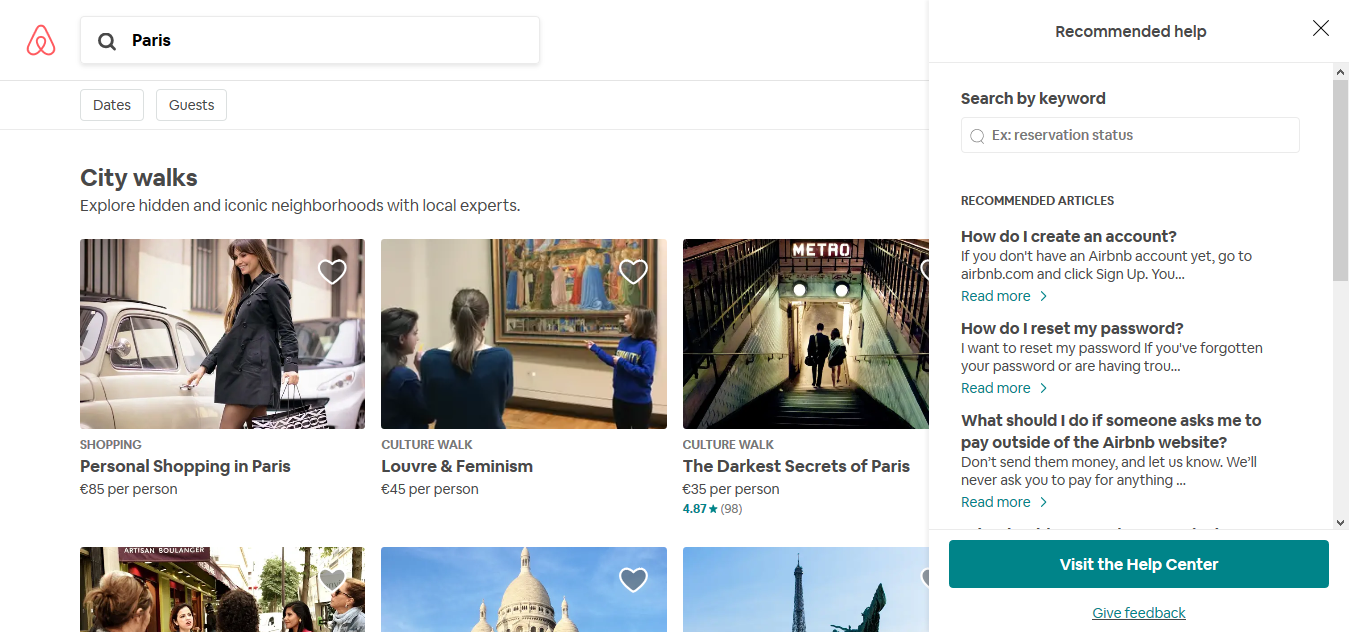 Paris
Dates
Guests
City walks
Explore hidden and iconic neighborhoods with local experts.
METRO
SHOPPING
Personal Shopping in Paris
€85 per person
CULTURE WALK
Louvre & Feminism
€45 per person
CULTURE WALK
The Darkest Secrets of Paris
€35 per person
4.87★ (98)
ARTISAN BOULANGER
Recommended help
Search by keyword
Ex: reservation status
RECOMMENDED ARTICLES
How do I create an account?
If you don't have an Airbnb account yet, go to
airbnb.com and click Sign Up. You...
Read more
How do I reset my password?
I want to reset my password If you've forgotten
your password or are having trou...
Read more
What should I do if someone asks me to
pay outside of the Airbnb website?
Don’t send them money, and let us know. We’ll
never ask you to pay for anything ...
Read more
Visit the Help Center
Give feedback